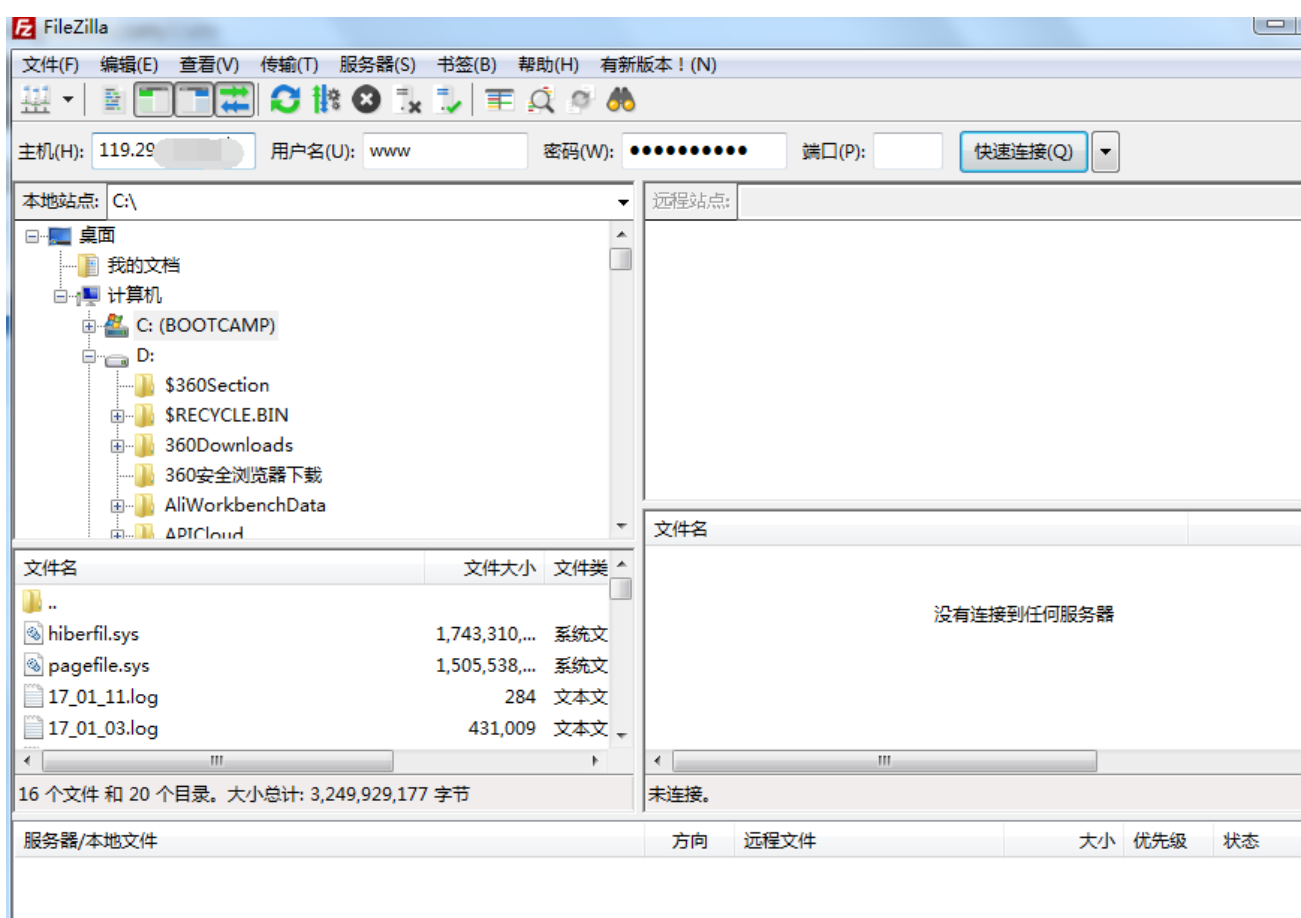 FileZilla
文件(F) 编辑(E) 查看(V) 传输(T) 服务器(S) 书签(B) 帮助(H) 有新版本！(N)
主机(H): 119.29 用户名(U): www 密码(W): ●●●●●●●●●● 端口(P): 快速连接(Q)
本地站点: C:\
远程站点:
桌面
我的文档
计算机
C: (BOOTCAMP)
D:
$360Section
$RECYCLE.BIN
360Downloads
360安全浏览器下载
AliWorkbenchData
APICloud
文件名 文件大小 文件类
..
hiberfil.sys 1,743,310,... 系统文
pagefile.sys 1,505,538,... 系统文
17_01_11.log 284 文本文
17_01_03.log 431,009 文本文
16 个文件 和 20 个目录。大小总计: 3,249,929,177 字节
文件名
没有连接到任何服务器
未连接。
服务器/本地文件 方向 远程文件 大小 优先级 状态